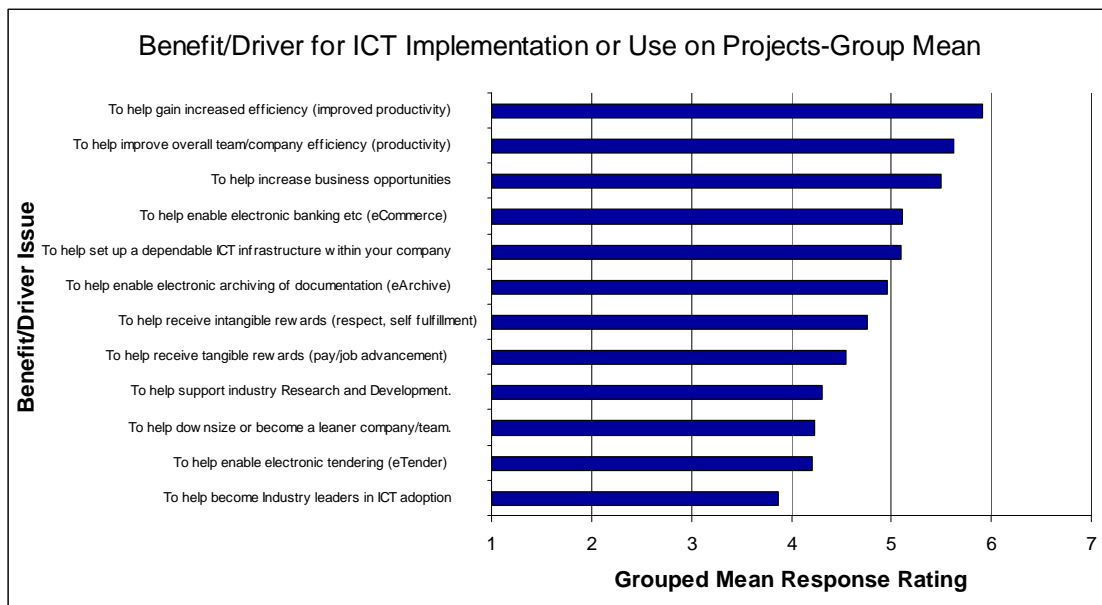 Benefit/Driver for ICT Implementation or Use on Projects-Group Mean
Benefit/Driver Issue
To help gain increased efficiency (improved productivity)
To help improve overall team/company efficiency (productivity)
To help increase business opportunities
To help enable electronic banking etc (eCommerce)
To help set up a dependable ICT infrastructure within your company
To help enable electronic archiving of documentation (eArchive)
To help receive intangible rewards (respect, self fulfillment)
To help receive tangible rewards (pay/job advancement)
To help support industry Research and Development.
To help downsize or become a leaner company/team.
To help enable electronic tendering (eTender)
To help become Industry leaders in ICT adoption
1 2 3 4 5 6 7
Grouped Mean Response Rating